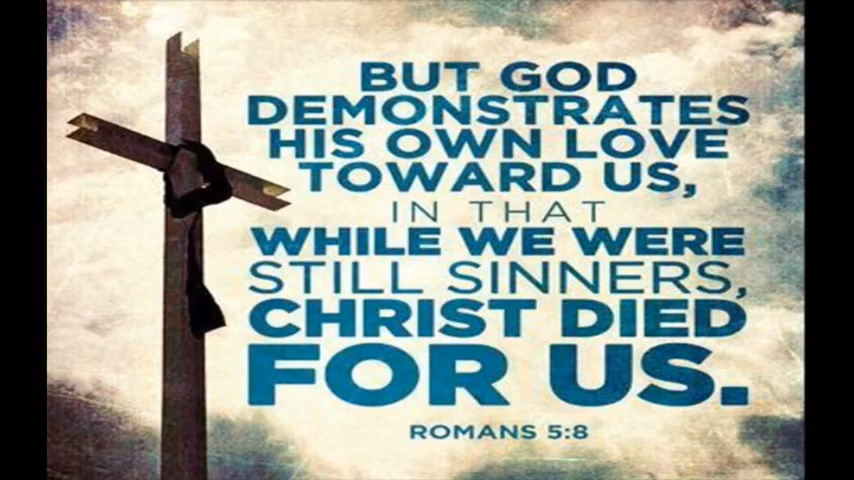 BUT GOD
DEMONSTRATES
HIS OWN LOVE
TOWARD US,
IN THAT
WHILE WE WERE
STILL SINNERS,
CHRIST DIED
FOR US.
ROMANS 5:8